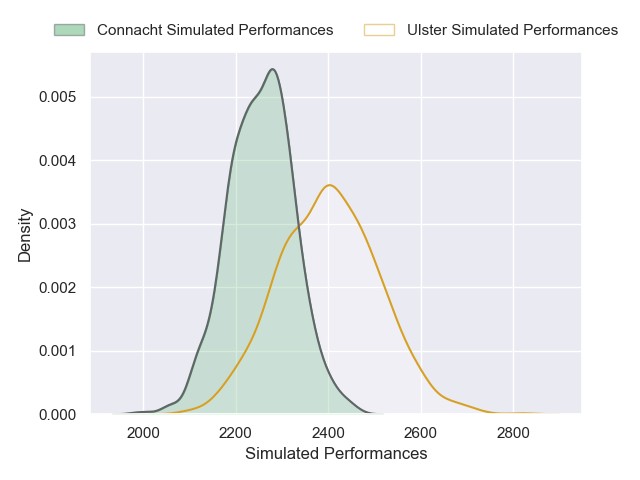 Connacht Simulated Performances
Ulster Simulated Performances
0.005
0.004
0.003
0.002
0.001
0.000
Density
2000
2200
2400
2600
2800
Simulated Performances